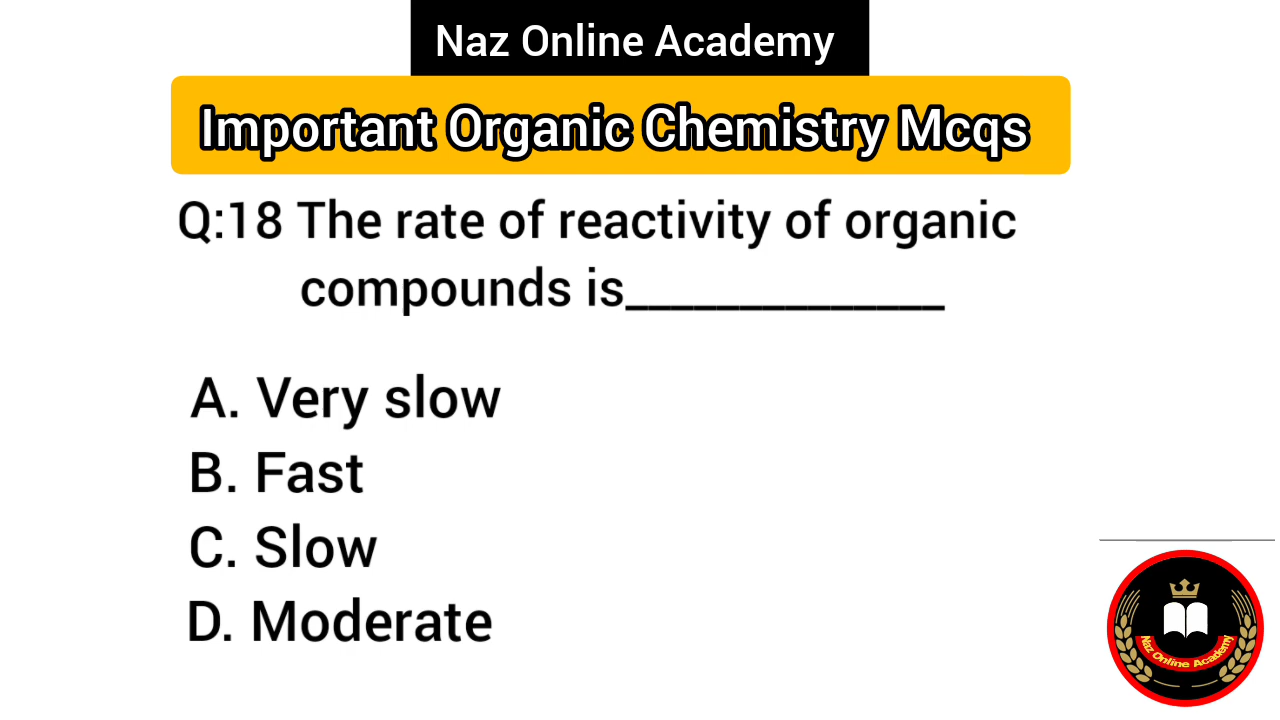 Naz Online Academy
Important Organic Chemistry Mcqs
Q:18 The rate of reactivity of organic
compounds is______________
A. Very slow
B. Fast
C. Slow
D. Moderate
Naz Online Academy